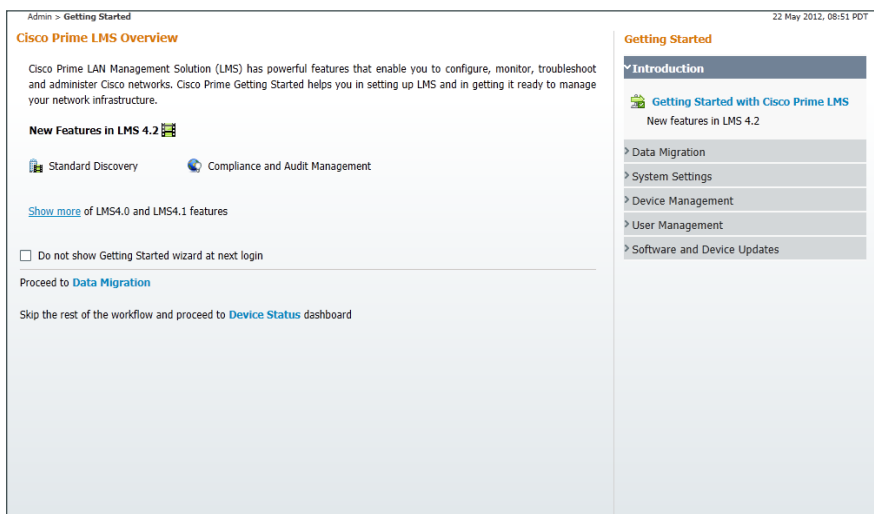 Admin > Getting Started
22 May 2012, 08:51 PDT
Cisco Prime LMS Overview
Cisco Prime LAN Management Solution (LMS) has powerful features that enable you to configure, monitor, troubleshoot
and administer Cisco networks. Cisco Prime Getting Started helps you in setting up LMS and in getting it ready to manage
your network infrastructure.
New Features in LMS 4.2
Standard Discovery
Compliance and Audit Management
Show more of LMS4.0 and LMS4.1 features
Do not show Getting Started wizard at next login
Proceed to Data Migration
Skip the rest of the workflow and proceed to Device Status dashboard
Getting Started
Introduction
Getting Started with Cisco Prime LMS
New features in LMS 4.2
Data Migration
System Settings
Device Management
User Management
Software and Device Updates